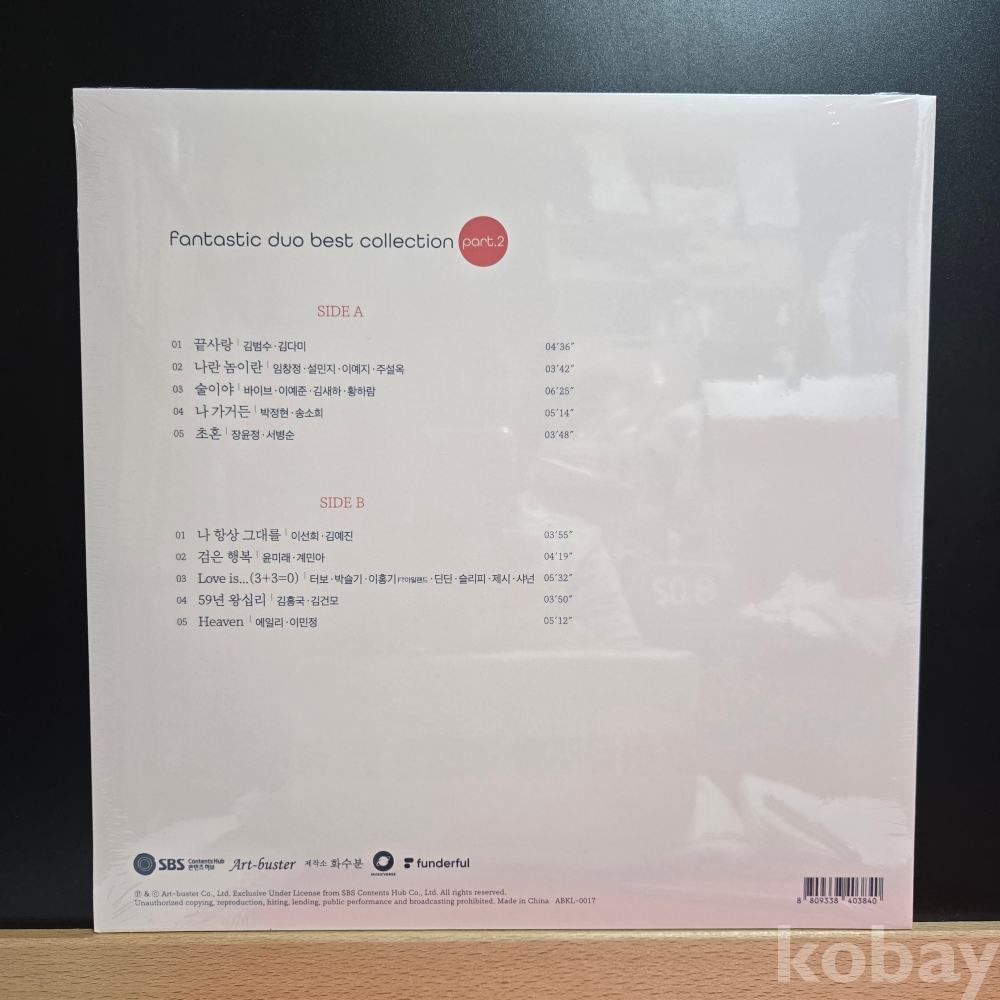 fantastic duo best collection part.2
SIDE A
01 끝사랑 | 김범수·김다미 04′36″
02 나란 놈이란 | 임창정·설민지·이예지·주설옥 03′42″
03 술이야 | 바이브·이예준·김새하·황하람 06′25″
04 나 가거든 | 박정현·송소희 05′14″
05 초혼 | 장윤정·서병순 03′48″
SIDE B
01 나 항상 그대를 | 이선희·김예진 03′55″
02 검은 행복 | 윤미래·계민아 04′19″
03 Love is...(3+3=0) | 터보·박슬기·이홍기 FT아일랜드·딘딘·슬리피·제시·샤넌 05′32″
04 59년 왕십리 | 김흥국·김건모 03′50″
05 Heaven | 에일리·이민정 05′12″
SBS Contents Hub 콘텐츠허브 Art-buster 제작소 화수분 MUSICVERSE funderful
℗ & © Art-buster Co., Ltd. Exclusive Under License from SBS Contents Hub Co., Ltd. All rights reserved.
Unauthorized copying, reproduction, hiring, lending, public performance and broadcasting prohibited. Made in China ABKL-0017
8 809338 403840
kobay